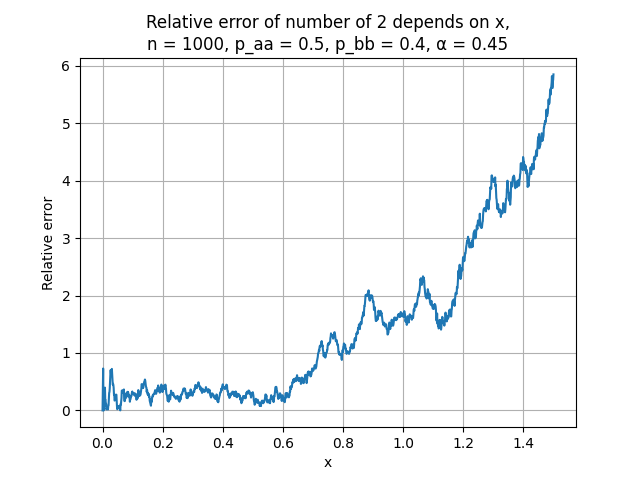 Relative error of number of 2 depends on x,
n = 1000, p_aa = 0.5, p_bb = 0.4, α = 0.45
6
5
4
3
2
1
0
Relative error
0.0 0.2 0.4 0.6 0.8 1.0 1.2 1.4
x